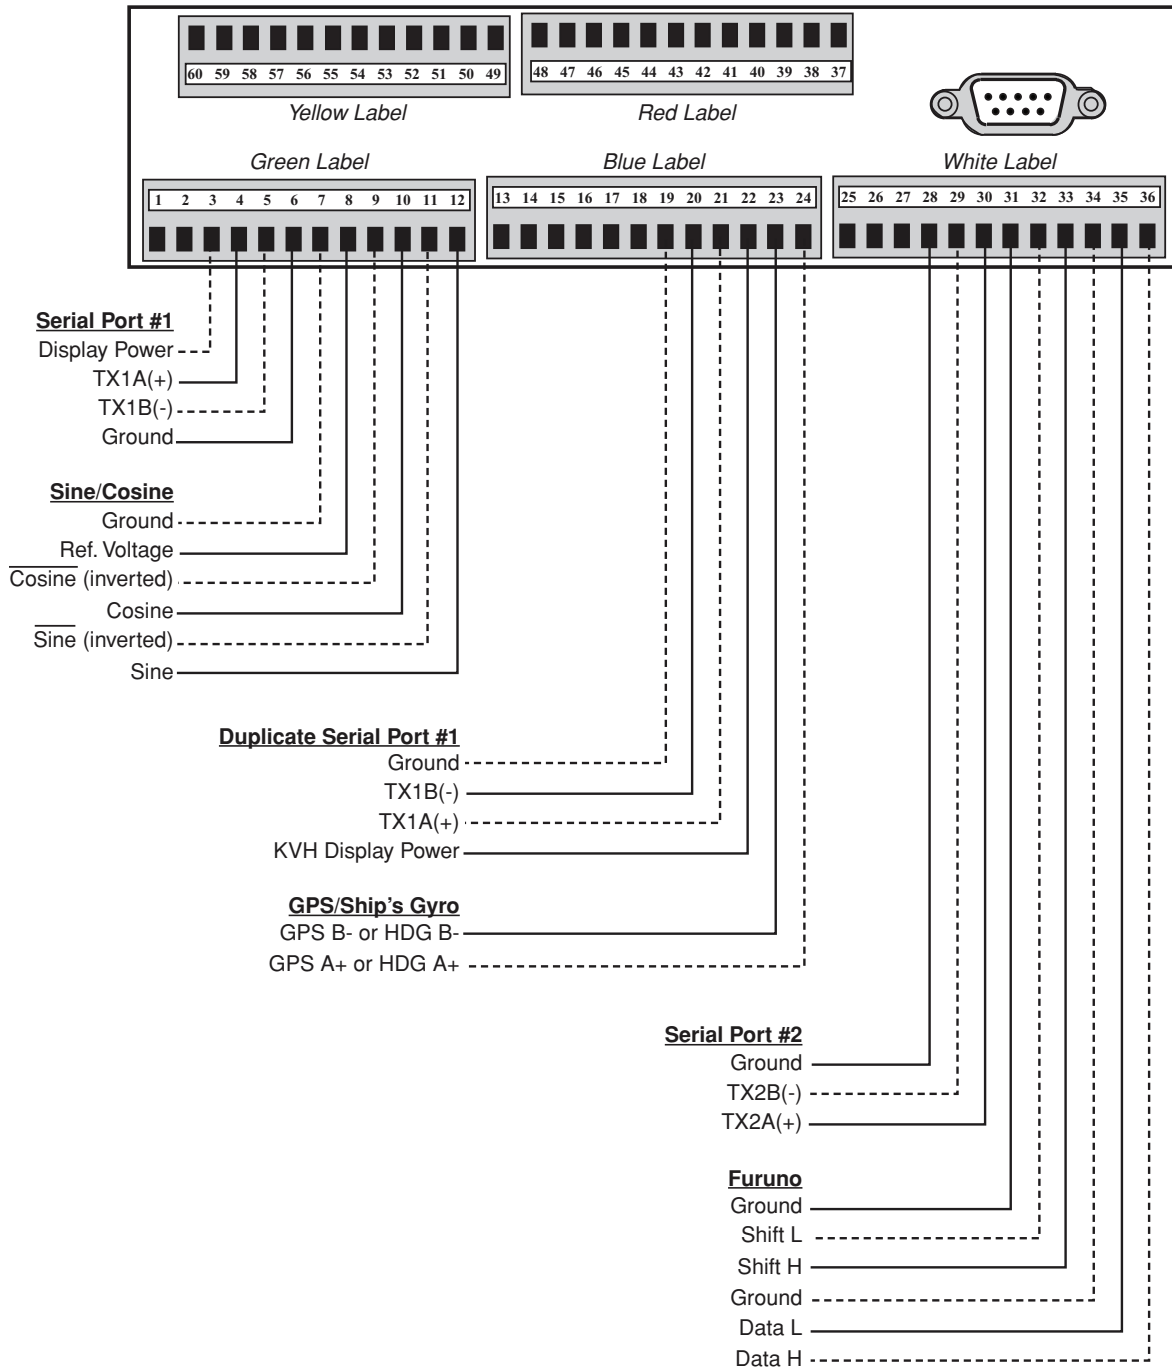 60 59 58 57 56 55 54 53 52 51 50 49
48 47 46 45 44 43 42 41 40 39 38 37
Yellow Label
Red Label
Green Label
Blue Label
White Label
1 2 3 4 5 6 7 8 9 10 11 12
13 14 15 16 17 18 19 20 21 22 23 24
25 26 27 28 29 30 31 32 33 34 35 36
Serial Port #1
Display Power
TX1A(+)
TX1B(-)
Ground
Sine/Cosine
Ground
Ref. Voltage
Cosine (inverted)
Cosine
Sine (inverted)
Sine
Duplicate Serial Port #1
Ground
TX1B(-)
TX1A(+)
KVH Display Power
GPS/Ship's Gyro
GPS B- or HDG B-
GPS A+ or HDG A+
Serial Port #2
Ground
TX2B(-)
TX2A(+)
Furuno
Ground
Shift L
Shift H
Ground
Data L
Data H